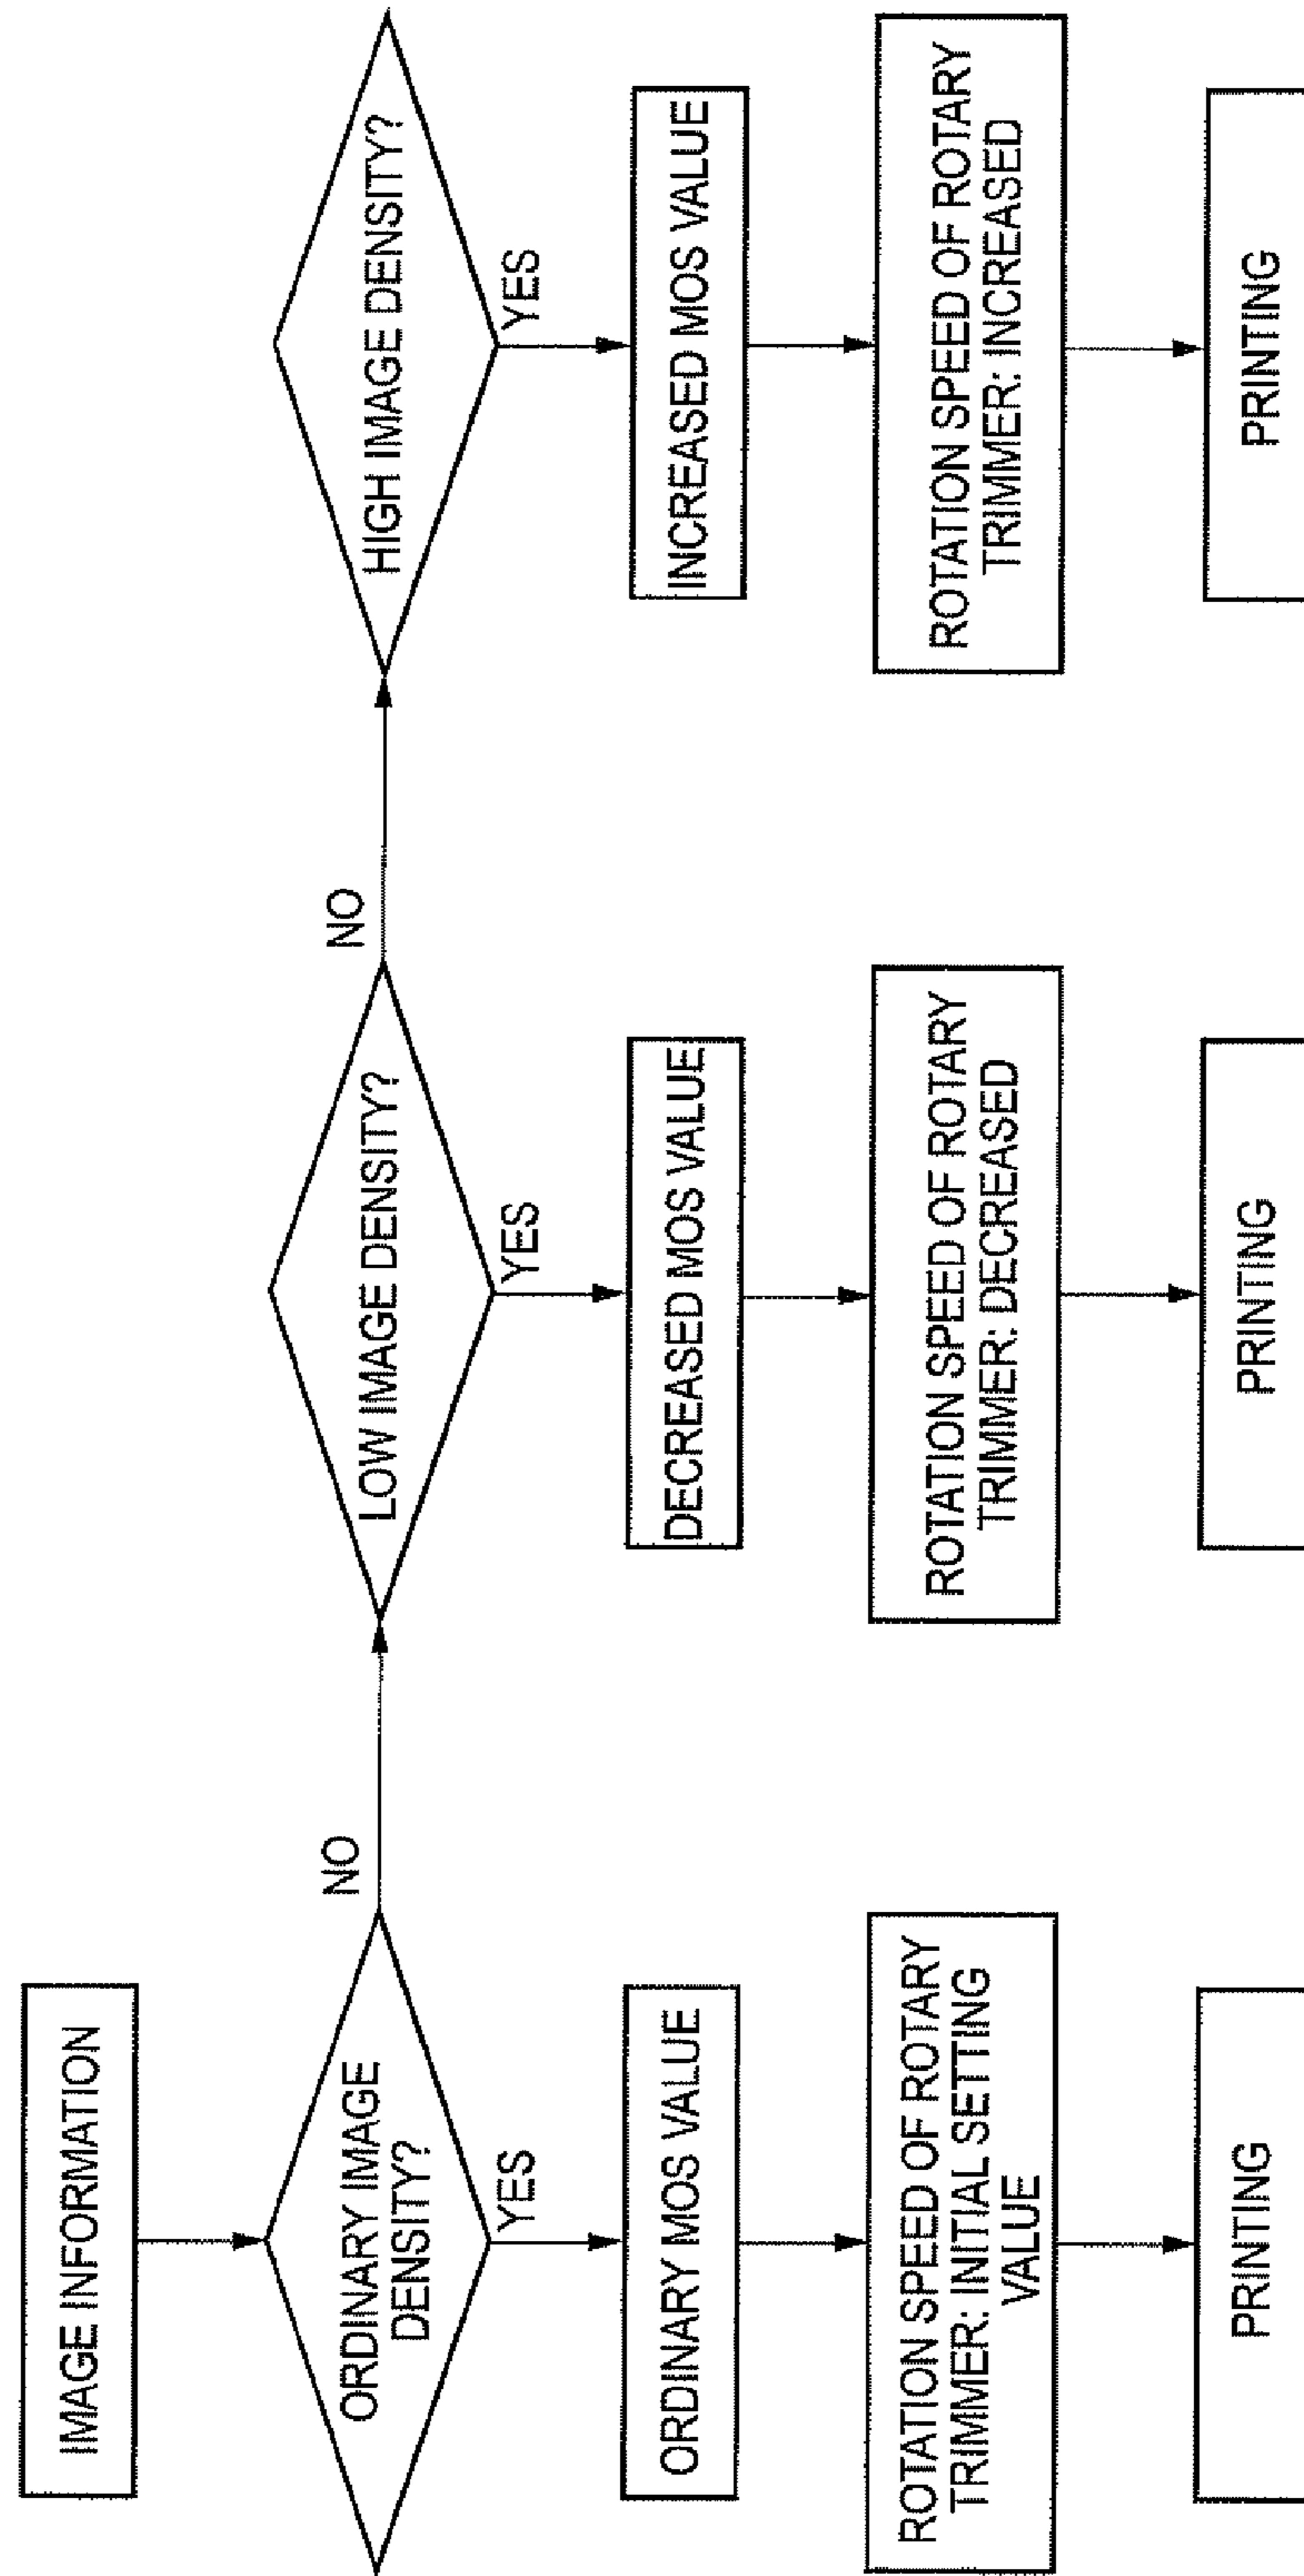 IMAGE INFORMATION
ORDINARY IMAGE
DENSITY?
NO
YES
ORDINARY MOS VALUE
ROTATION SPEED OF ROTARY
TRIMMER: INITIAL SETTING
VALUE
PRINTING
LOW IMAGE DENSITY?
NO
YES
DECREASED MOS VALUE
ROTATION SPEED OF ROTARY
TRIMMER: DECREASED
PRINTING
HIGH IMAGE DENSITY?
YES
INCREASED MOS VALUE
ROTATION SPEED OF ROTARY
TRIMMER: INCREASED
PRINTING